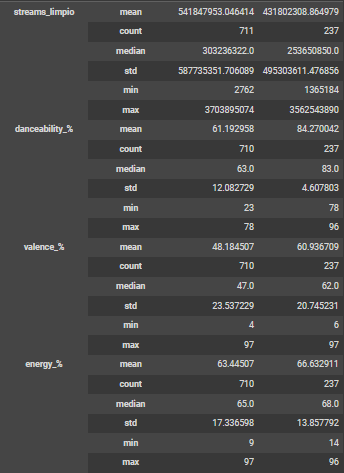 streams_limpio mean 541847953.046414 431802308.864979
count 711 237
median 303236322.0 253650850.0
std 587735351.706089 495303611.476856
min 2762 1365184
max 3703895074 3562543890
danceability_% mean 61.192958 84.270042
count 710 237
median 63.0 83.0
std 12.082729 4.607803
min 23 78
max 78 96
valence_% mean 48.184507 60.936709
count 710 237
median 47.0 62.0
std 23.537229 20.745231
min 4 6
max 97 97
energy_% mean 63.44507 66.632911
count 710 237
median 65.0 68.0
std 17.336598 13.857792
min 9 14
max 97 96